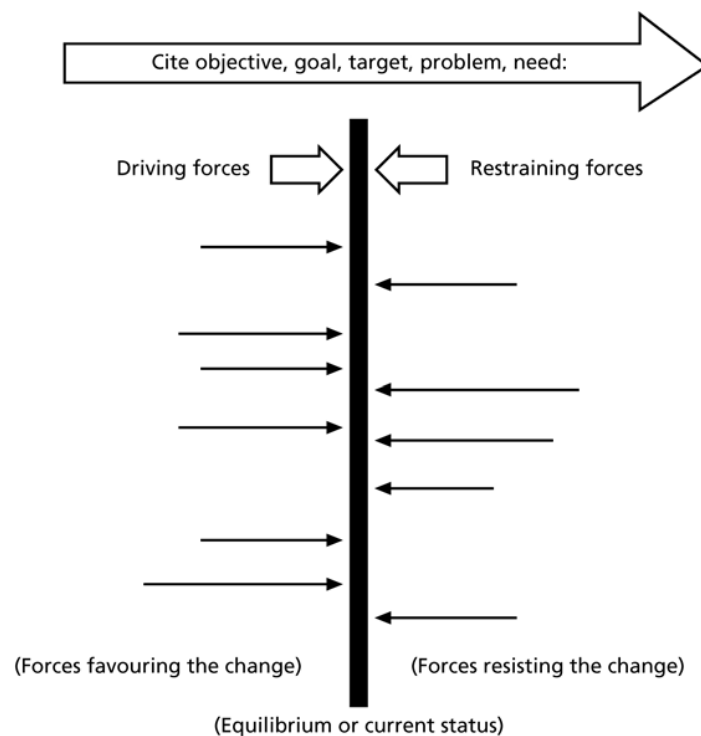 Cite objective, goal, target, problem, need:
Driving forces
Restraining forces
(Forces favouring the change)
(Forces resisting the change)
(Equilibrium or current status)